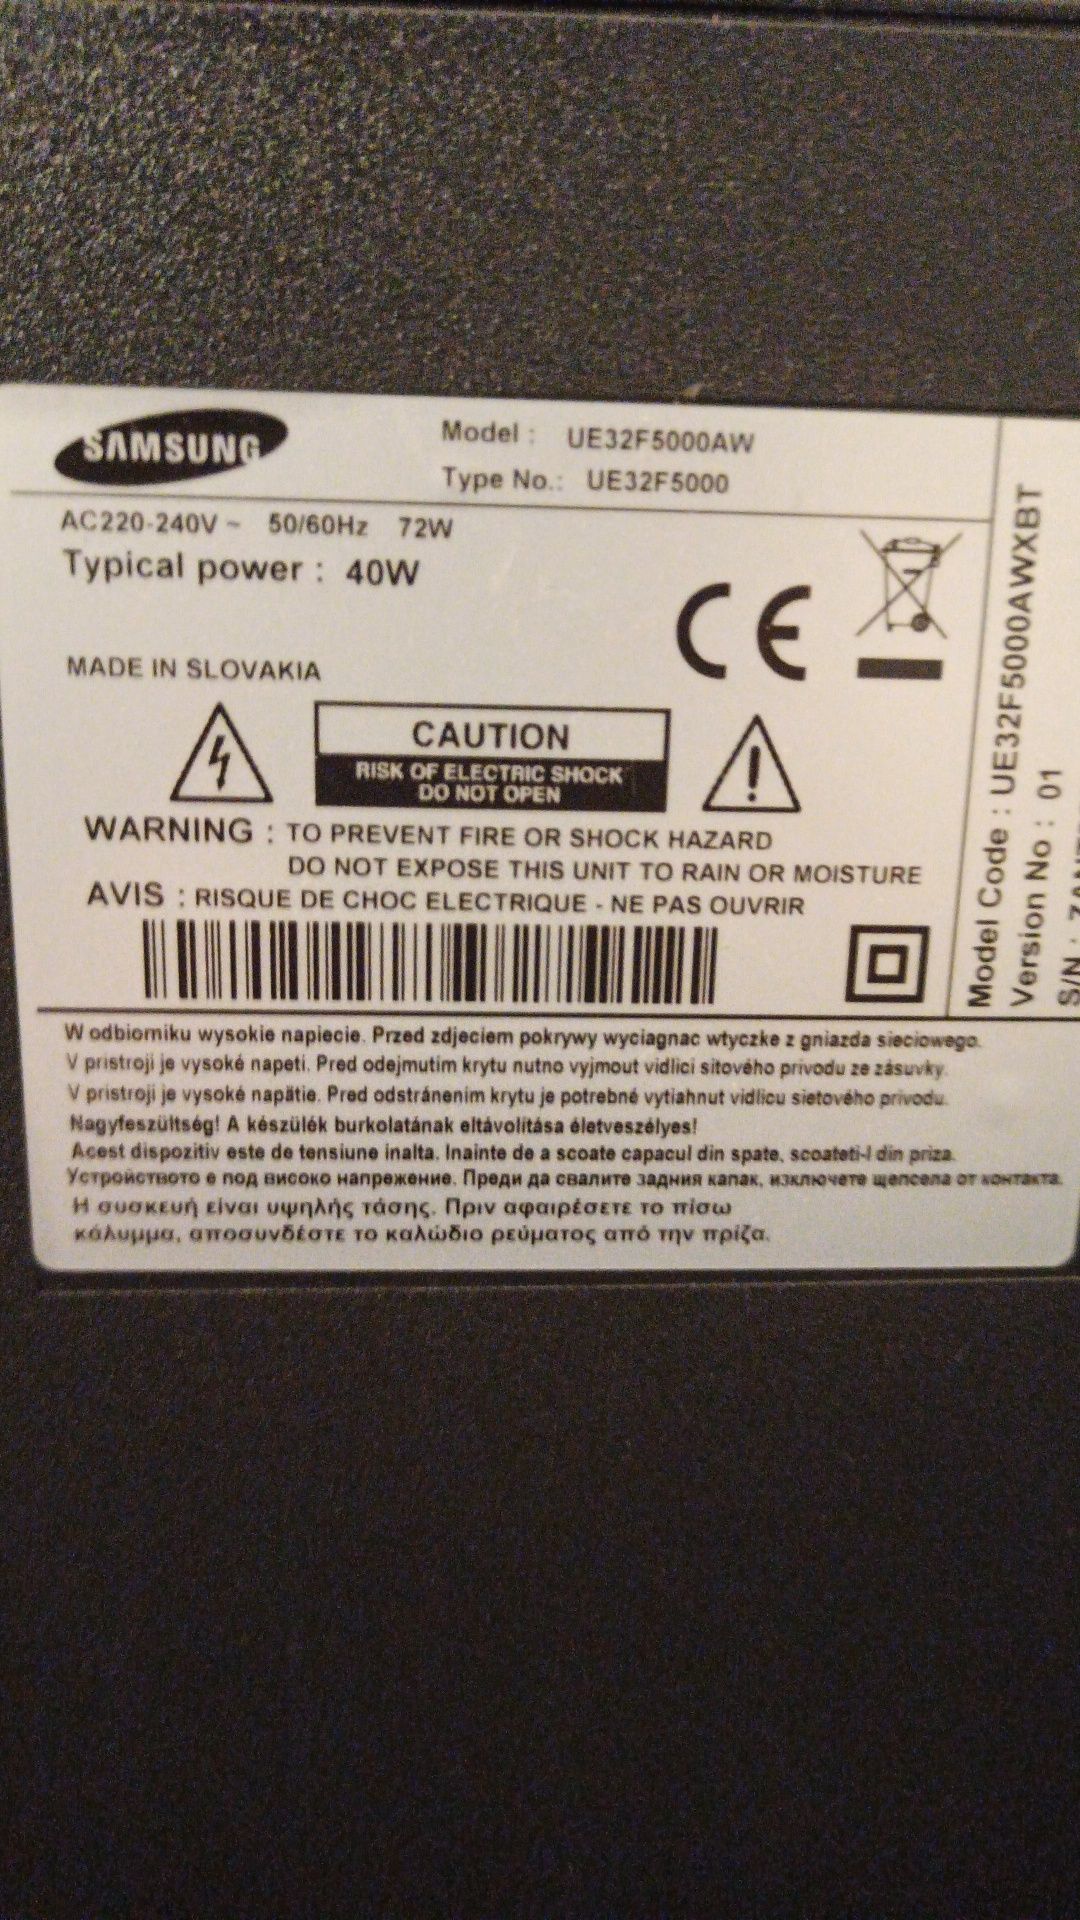 SAMSUNG
Model : UE32F5000AW
Type No.: UE32F5000
AC220-240V ~ 50/60Hz 72W
Typical power : 40W
CE
MADE IN SLOVAKIA
CAUTION
RISK OF ELECTRIC SHOCK
DO NOT OPEN
WARNING : TO PREVENT FIRE OR SHOCK HAZARD
DO NOT EXPOSE THIS UNIT TO RAIN OR MOISTURE
AVIS : RISQUE DE CHOC ELECTRIQUE - NE PAS OUVRIR
W odbiorniku wysokie napiecie. Przed zdjeciem pokrywy wyciagnac wtyczke z gniazda sieciowego.
V pristroji je vysoké napeti. Pred odejmutim krytu nutno vyjmout vidlici sitového privodu ze zásuvky.
V pristroji je vysoké napätie. Pred odstránenim krytu je potrebné vytiahnut vidlicu sietového privodu.
Nagyfeszültség! A készülék burkolatának eltávolitása életveszélyes!
Acest dispozitiv este de tensiune inalta. Inainte de a scoate capacul din spate, scoateti-l din priza.
Устройството е под високо напрежение. Преди да свалите задния капак, изключете щепсела от контакта.
Η συσκευή είναι υψηλής τάσης. Πριν αφαιρέσετε το πίσω
κάλυμμα, αποσυνδέστε το καλώδιο ρεύματος από την πρίζα.
Model Code : UE32F5000AWXBT
Version No : 01
S/N :